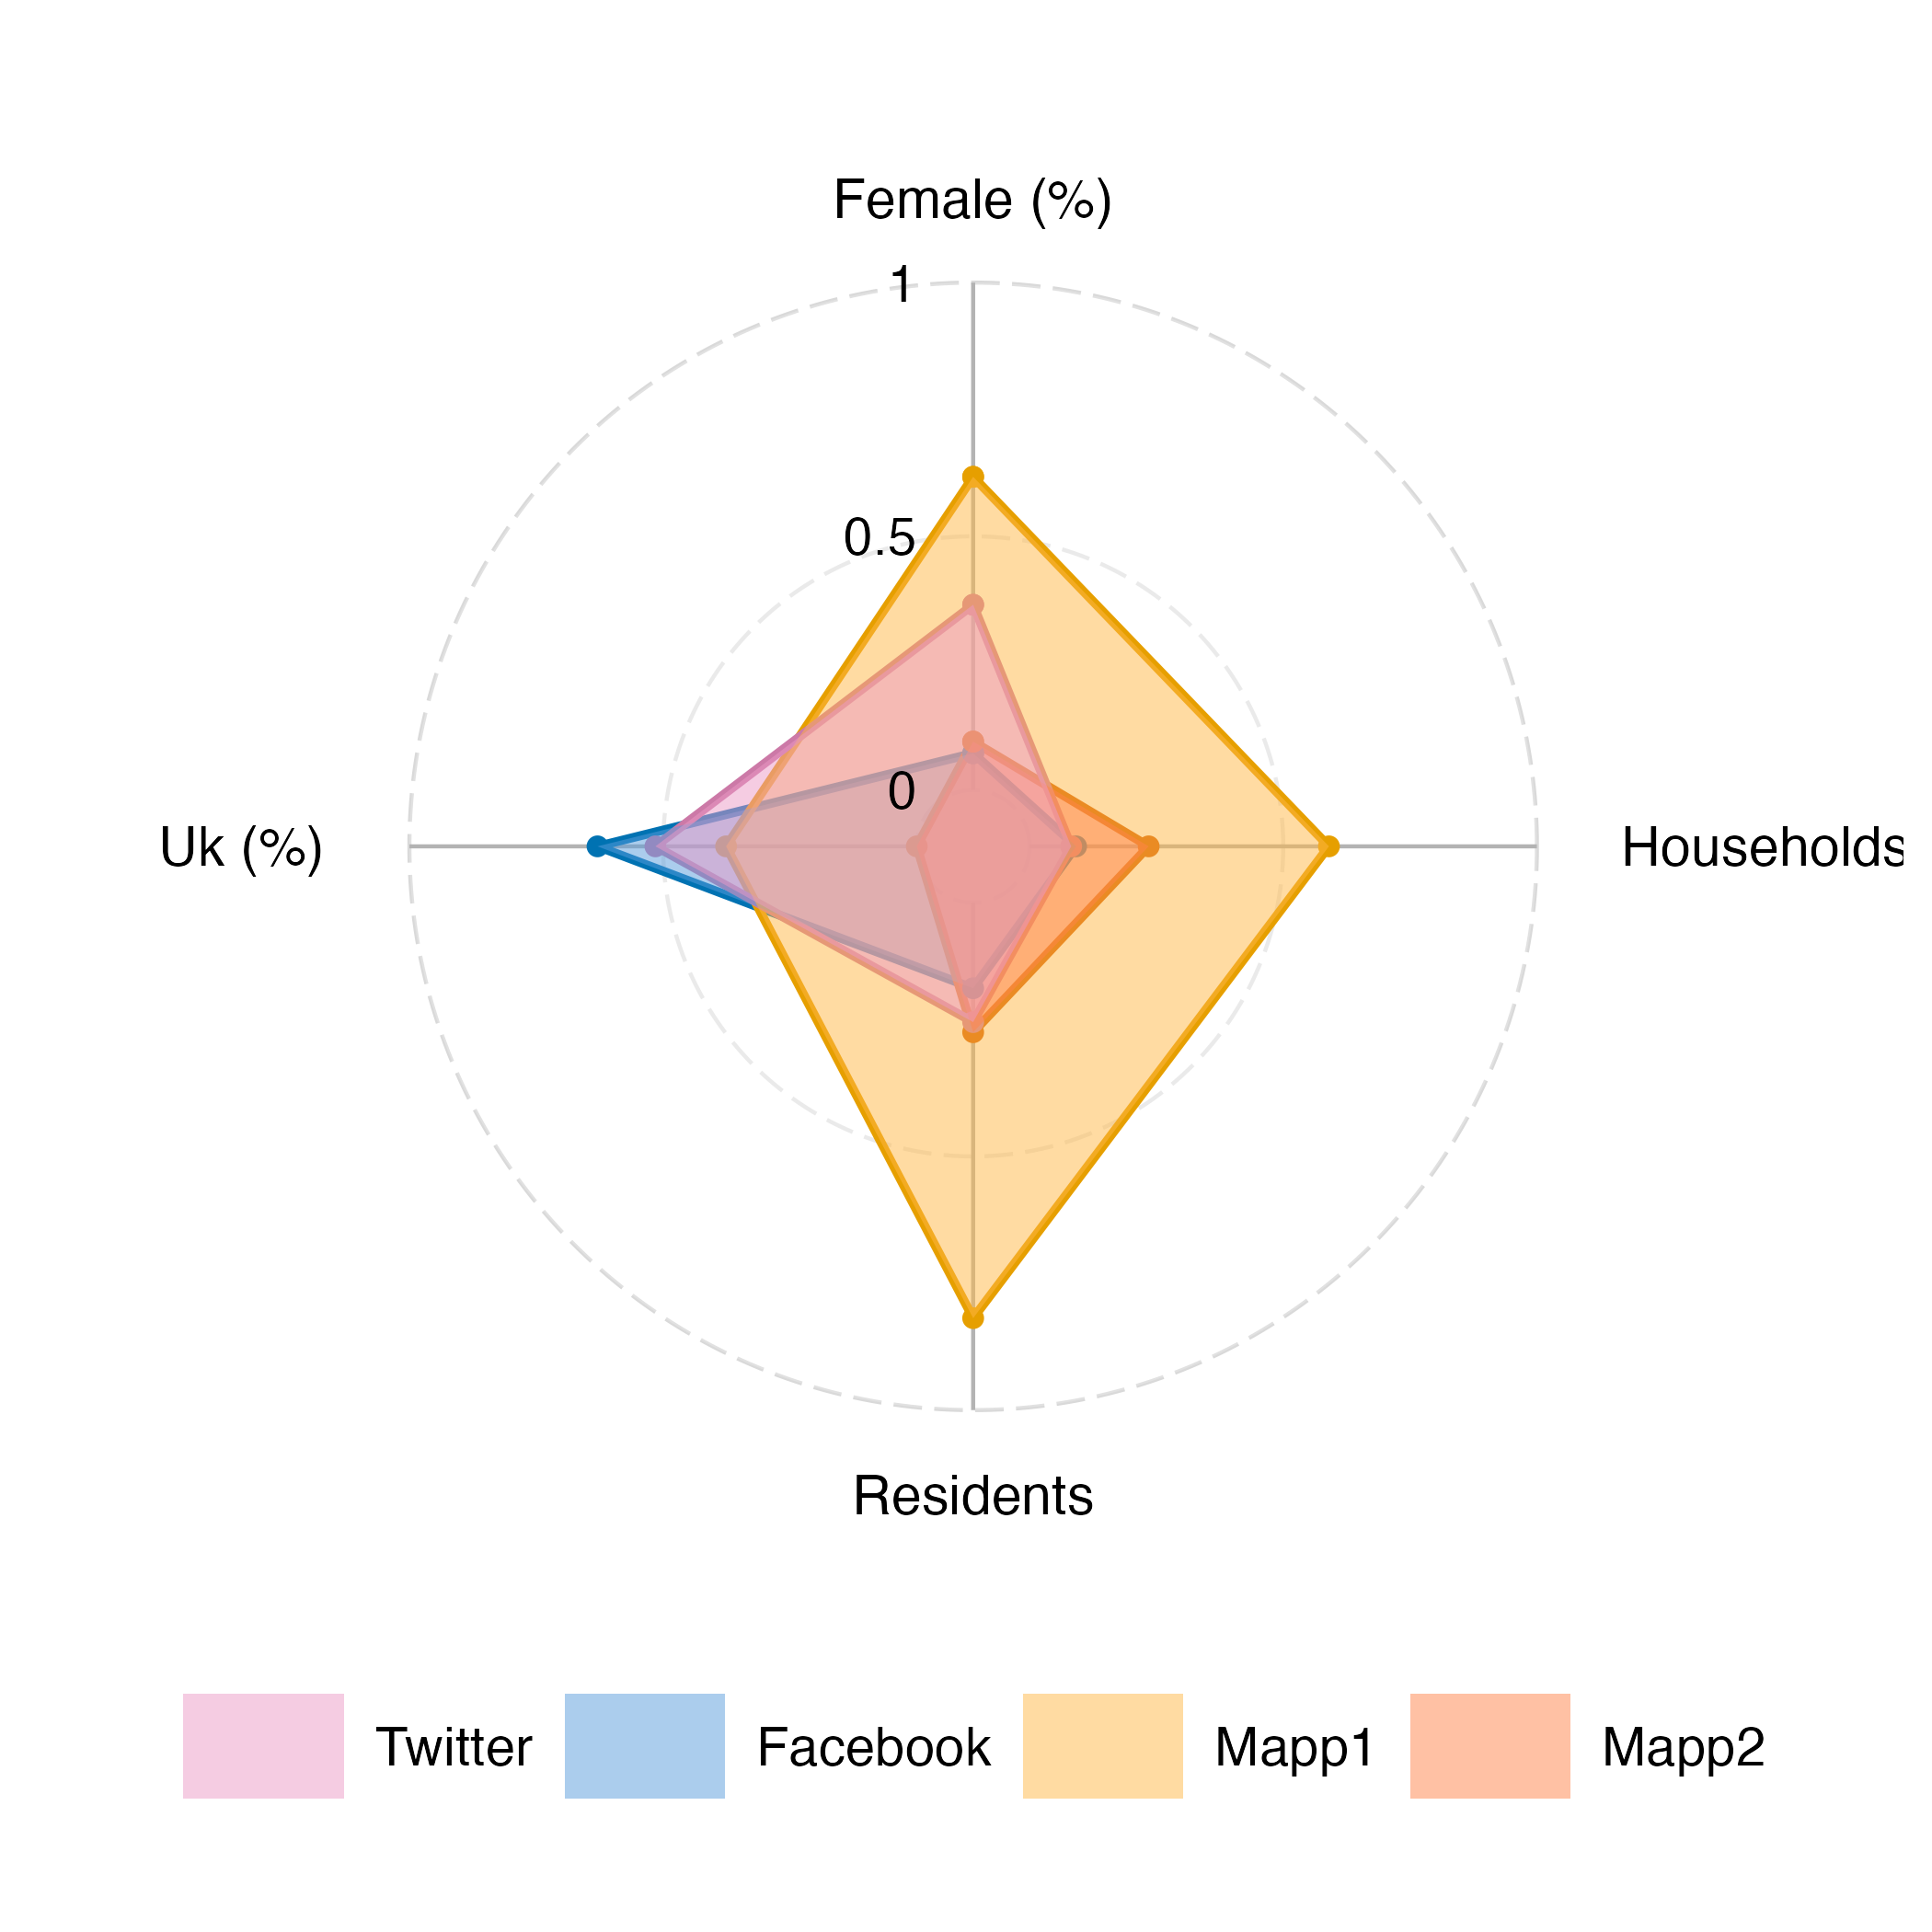 Female (%)
1
0.5
0
Uk (%)
Households
Residents
Twitter
Facebook
Mapp1
Mapp2